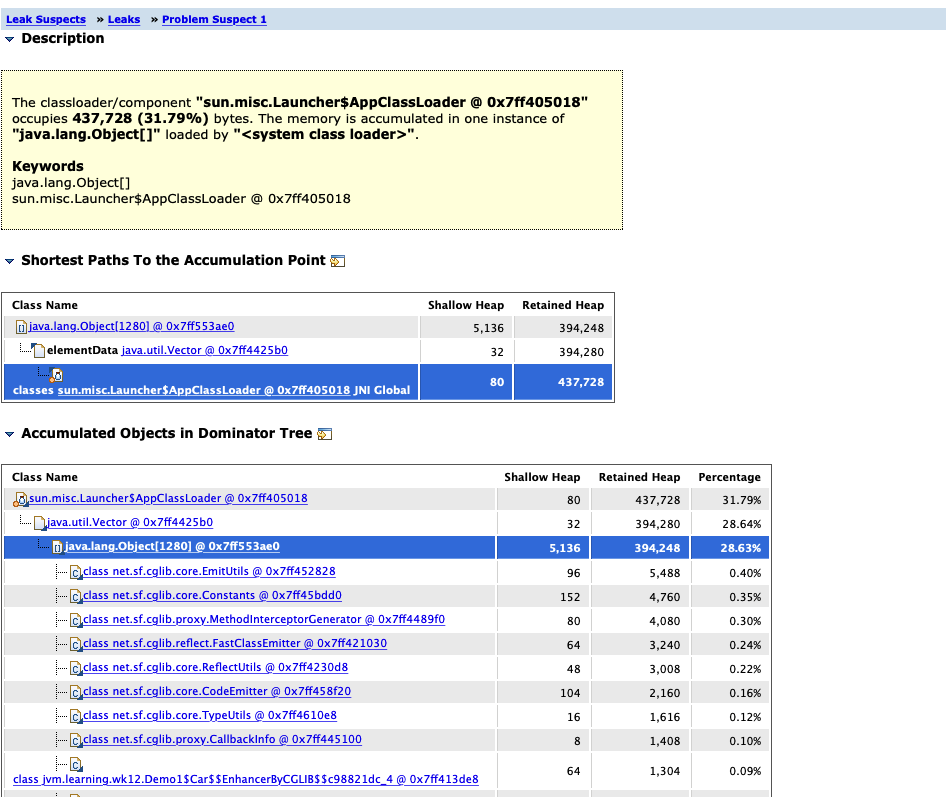 Leak Suspects » Leaks » Problem Suspect 1
Description
The classloader/component "sun.misc.Launcher$AppClassLoader @ 0x7ff405018"
occupies 437,728 (31.79%) bytes. The memory is accumulated in one instance of
"java.lang.Object[]" loaded by "<system class loader>".
Keywords
java.lang.Object[]
sun.misc.Launcher$AppClassLoader @ 0x7ff405018
Shortest Paths To the Accumulation Point
Class Name Shallow Heap Retained Heap
java.lang.Object[1280] @ 0x7ff553ae0 5,136 394,248
elementData java.util.Vector @ 0x7ff4425b0 32 394,280
classes sun.misc.Launcher$AppClassLoader @ 0x7ff405018 JNI Global 80 437,728
Accumulated Objects in Dominator Tree
Class Name Shallow Heap Retained Heap Percentage
sun.misc.Launcher$AppClassLoader @ 0x7ff405018 80 437,728 31.79%
java.util.Vector @ 0x7ff4425b0 32 394,280 28.64%
java.lang.Object[1280] @ 0x7ff553ae0 5,136 394,248 28.63%
class net.sf.cglib.core.EmitUtils @ 0x7ff452828 96 5,488 0.40%
class net.sf.cglib.core.Constants @ 0x7ff45bdd0 152 4,760 0.35%
class net.sf.cglib.proxy.MethodInterceptorGenerator @ 0x7ff4489f0 80 4,080 0.30%
class net.sf.cglib.reflect.FastClassEmitter @ 0x7ff421030 64 3,240 0.24%
class net.sf.cglib.core.ReflectUtils @ 0x7ff4230d8 48 3,008 0.22%
class net.sf.cglib.core.CodeEmitter @ 0x7ff458f20 104 2,160 0.16%
class net.sf.cglib.core.TypeUtils @ 0x7ff4610e8 16 1,616 0.12%
class net.sf.cglib.proxy.CallbackInfo @ 0x7ff445100 8 1,408 0.10%
class jvm.learning.wk12.Demo1$Car$$EnhancerByCGLIB$$c98821dc_4 @ 0x7ff413de8 64 1,304 0.09%